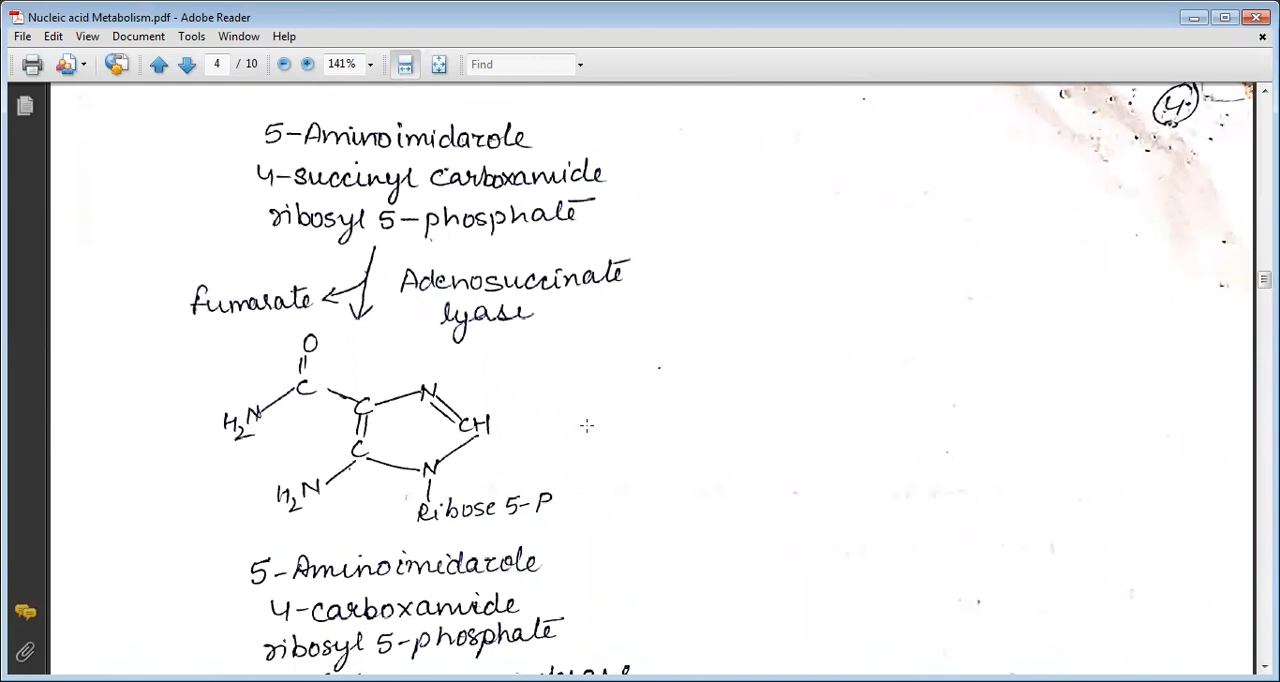 Nucleic acid Metabolism.pdf - Adobe Reader
File Edit View Document Tools Window Help
4 / 10 141% Find
4.
5-Aminoimidazole
4-succinyl carboxamide
ribosyl 5-phosphate
Adenosuccinate
fumarate
lyase
O
C
H2N
C
N
CH
C
N
H2N
Ribose 5-P
5-Aminoimidazole
4-carboxamide
ribosyl 5-phosphate